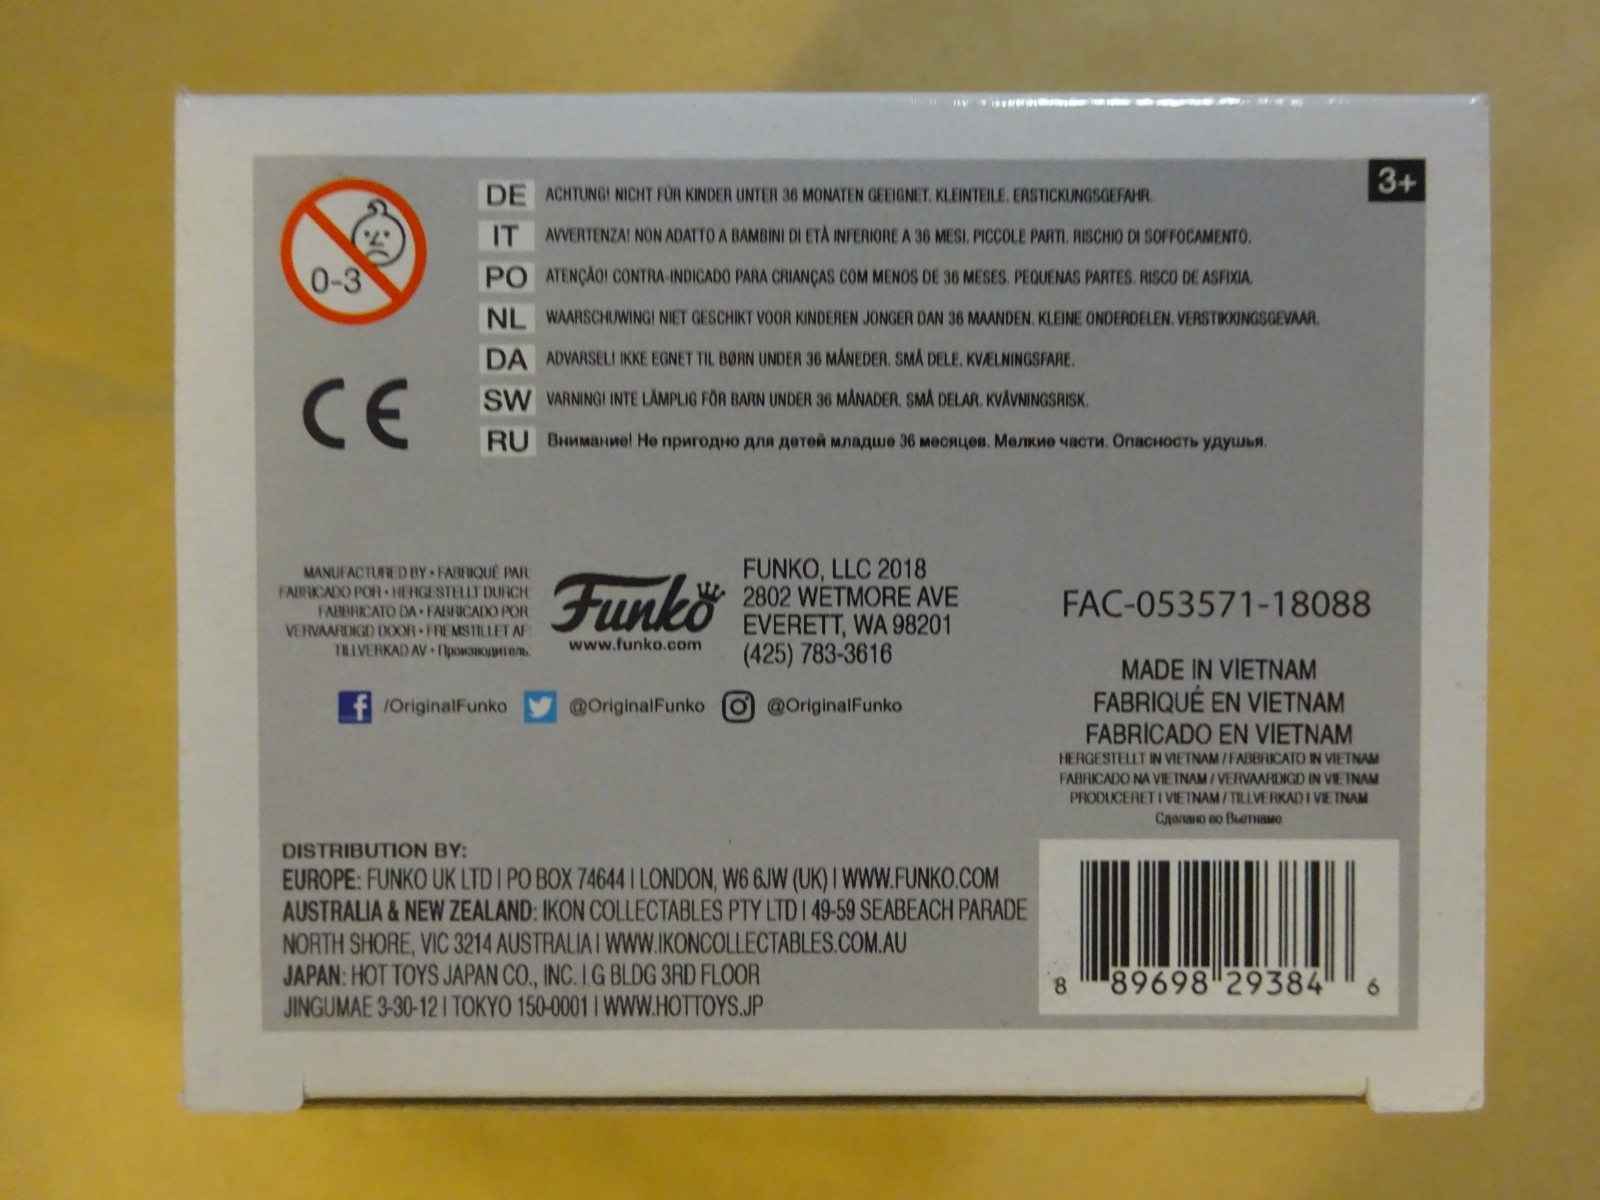 3+
0-3
DE ACHTUNG! NICHT FÜR KINDER UNTER 36 MONATEN GEEIGNET. KLEINTEILE. ERSTICKUNGSGEFAHR.
IT AVVERTENZA! NON ADATTO A BAMBINI DI ETÀ INFERIORE A 36 MESI. PICCOLE PARTI. RISCHIO DI SOFFOCAMENTO.
PO ATENÇÃO! CONTRA-INDICADO PARA CRIANÇAS COM MENOS DE 36 MESES. PEQUENAS PARTES. RISCO DE ASFIXIA.
NL WAARSCHUWING! NIET GESCHIKT VOOR KINDEREN JONGER DAN 36 MAANDEN. KLEINE ONDERDELEN. VERSTIKKINGSGEVAAR.
DA ADVARSEL! IKKE EGNET TIL BØRN UNDER 36 MÅNEDER. SMÅ DELE. KVÆLNINGSFARE.
SW VARNING! INTE LÄMPLIG FÖR BARN UNDER 36 MÅNADER. SMÅ DELAR. KVÄVNINGSRISK.
RU Внимание! Не пригодно для детей младше 36 месяцев. Мелкие части. Опасность удушья.
CE
MANUFACTURED BY • FABRIQUÉ PAR:
FABRICADO POR • HERGESTELLT DURCH:
FABBRICATO DA • FABRICADO POR:
VERVAARDIGD DOOR • FREMSTILLET AF:
TILLVERKAD AV • Производитель.
Funko
www.funko.com
FUNKO, LLC 2018
2802 WETMORE AVE
EVERETT, WA 98201
(425) 783-3616
/OriginalFunko @OriginalFunko @OriginalFunko
FAC-053571-18088
MADE IN VIETNAM
FABRIQUÉ EN VIETNAM
FABRICADO EN VIETNAM
HERGESTELLT IN VIETNAM / FABBRICATO IN VIETNAM
FABRICADO NA VIETNAM / VERVAARDIGD IN VIETNAM
PRODUCERET I VIETNAM / TILLVERKAD I VIETNAM
Сделано во Вьетнаме
DISTRIBUTION BY:
EUROPE: FUNKO UK LTD | PO BOX 74644 | LONDON, W6 6JW (UK) | WWW.FUNKO.COM
AUSTRALIA & NEW ZEALAND: IKON COLLECTABLES PTY LTD | 49-59 SEABEACH PARADE
NORTH SHORE, VIC 3214 AUSTRALIA | WWW.IKONCOLLECTABLES.COM.AU
JAPAN: HOT TOYS JAPAN CO., INC. | G BLDG 3RD FLOOR
JINGUMAE 3-30-12 | TOKYO 150-0001 | WWW.HOTTOYS.JP
8 89698 29384 6